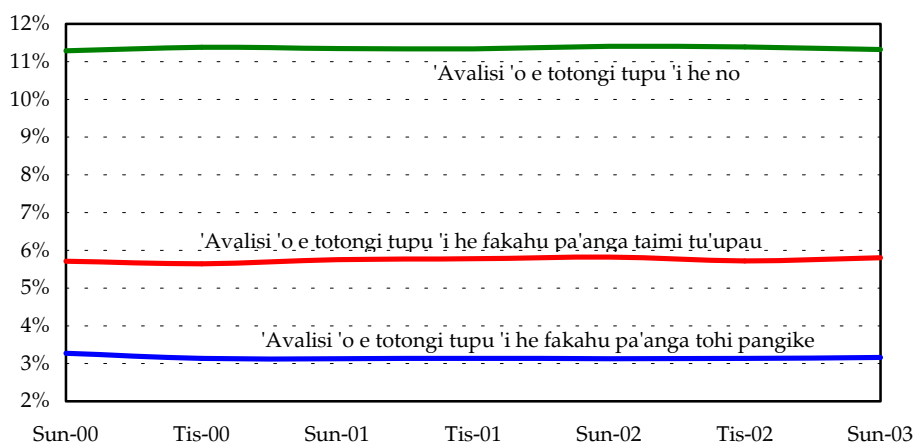 12%
11%
'Avalisi 'o e totongi tupu 'i he no
10%
9%
8%
7%
'Avalisi 'o e totongi tupu 'i he fakahu pa'anga taimi tu'upau
6%
5%
4%
'Avalisi 'o e totongi tupu 'i he fakahu pa'anga tohi pangike
3%
2%
Sun-00 Tis-00 Sun-01 Tis-01 Sun-02 Tis-02 Sun-03